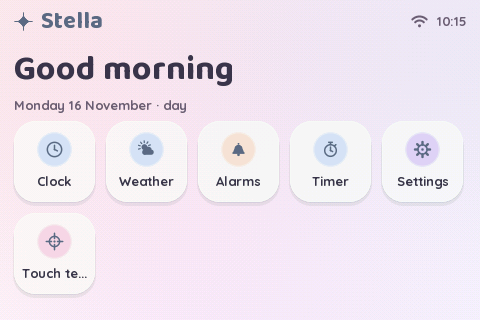 Stella
10:15
Good morning
Monday 16 November · day
Clock
Weather
Alarms
Timer
Settings
Touch te...